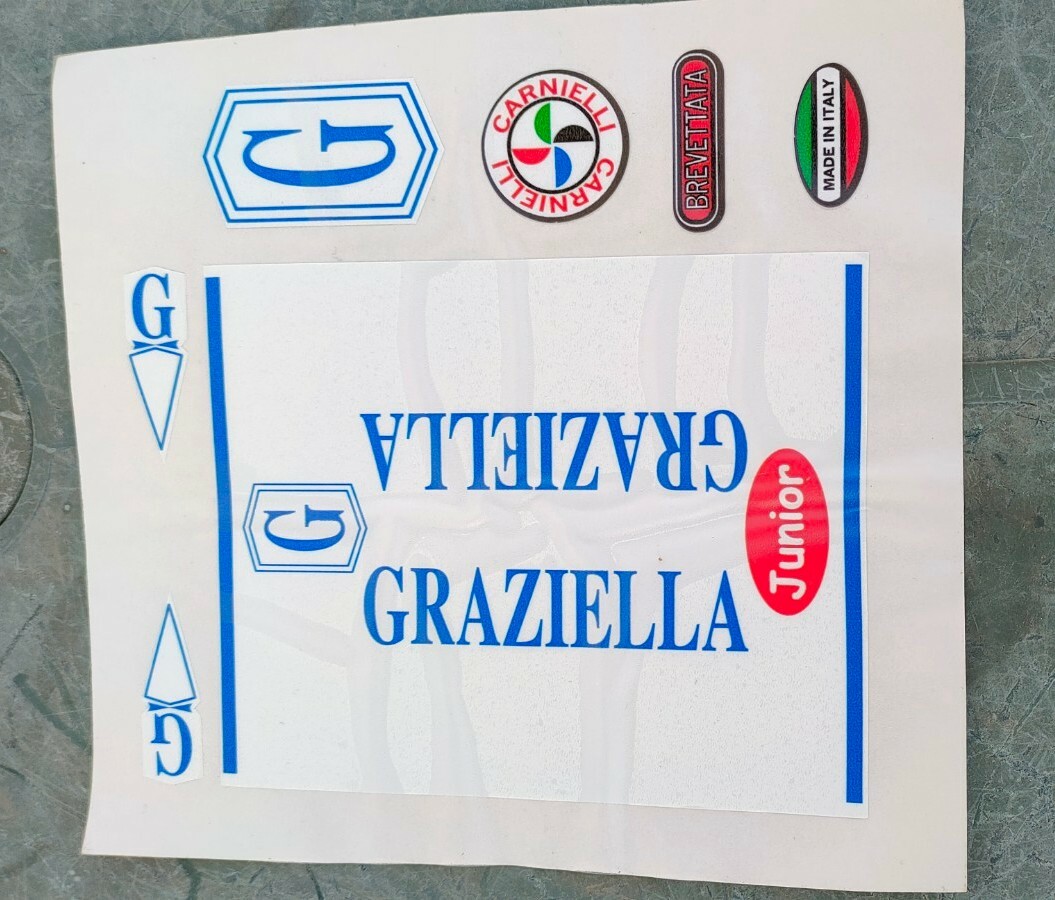 G
CARNIELLI
CARNIELLI
BREVETTATA
MADE IN ITALY
G
GRAZIELLA
G
Junior
GRAZIELLA
G